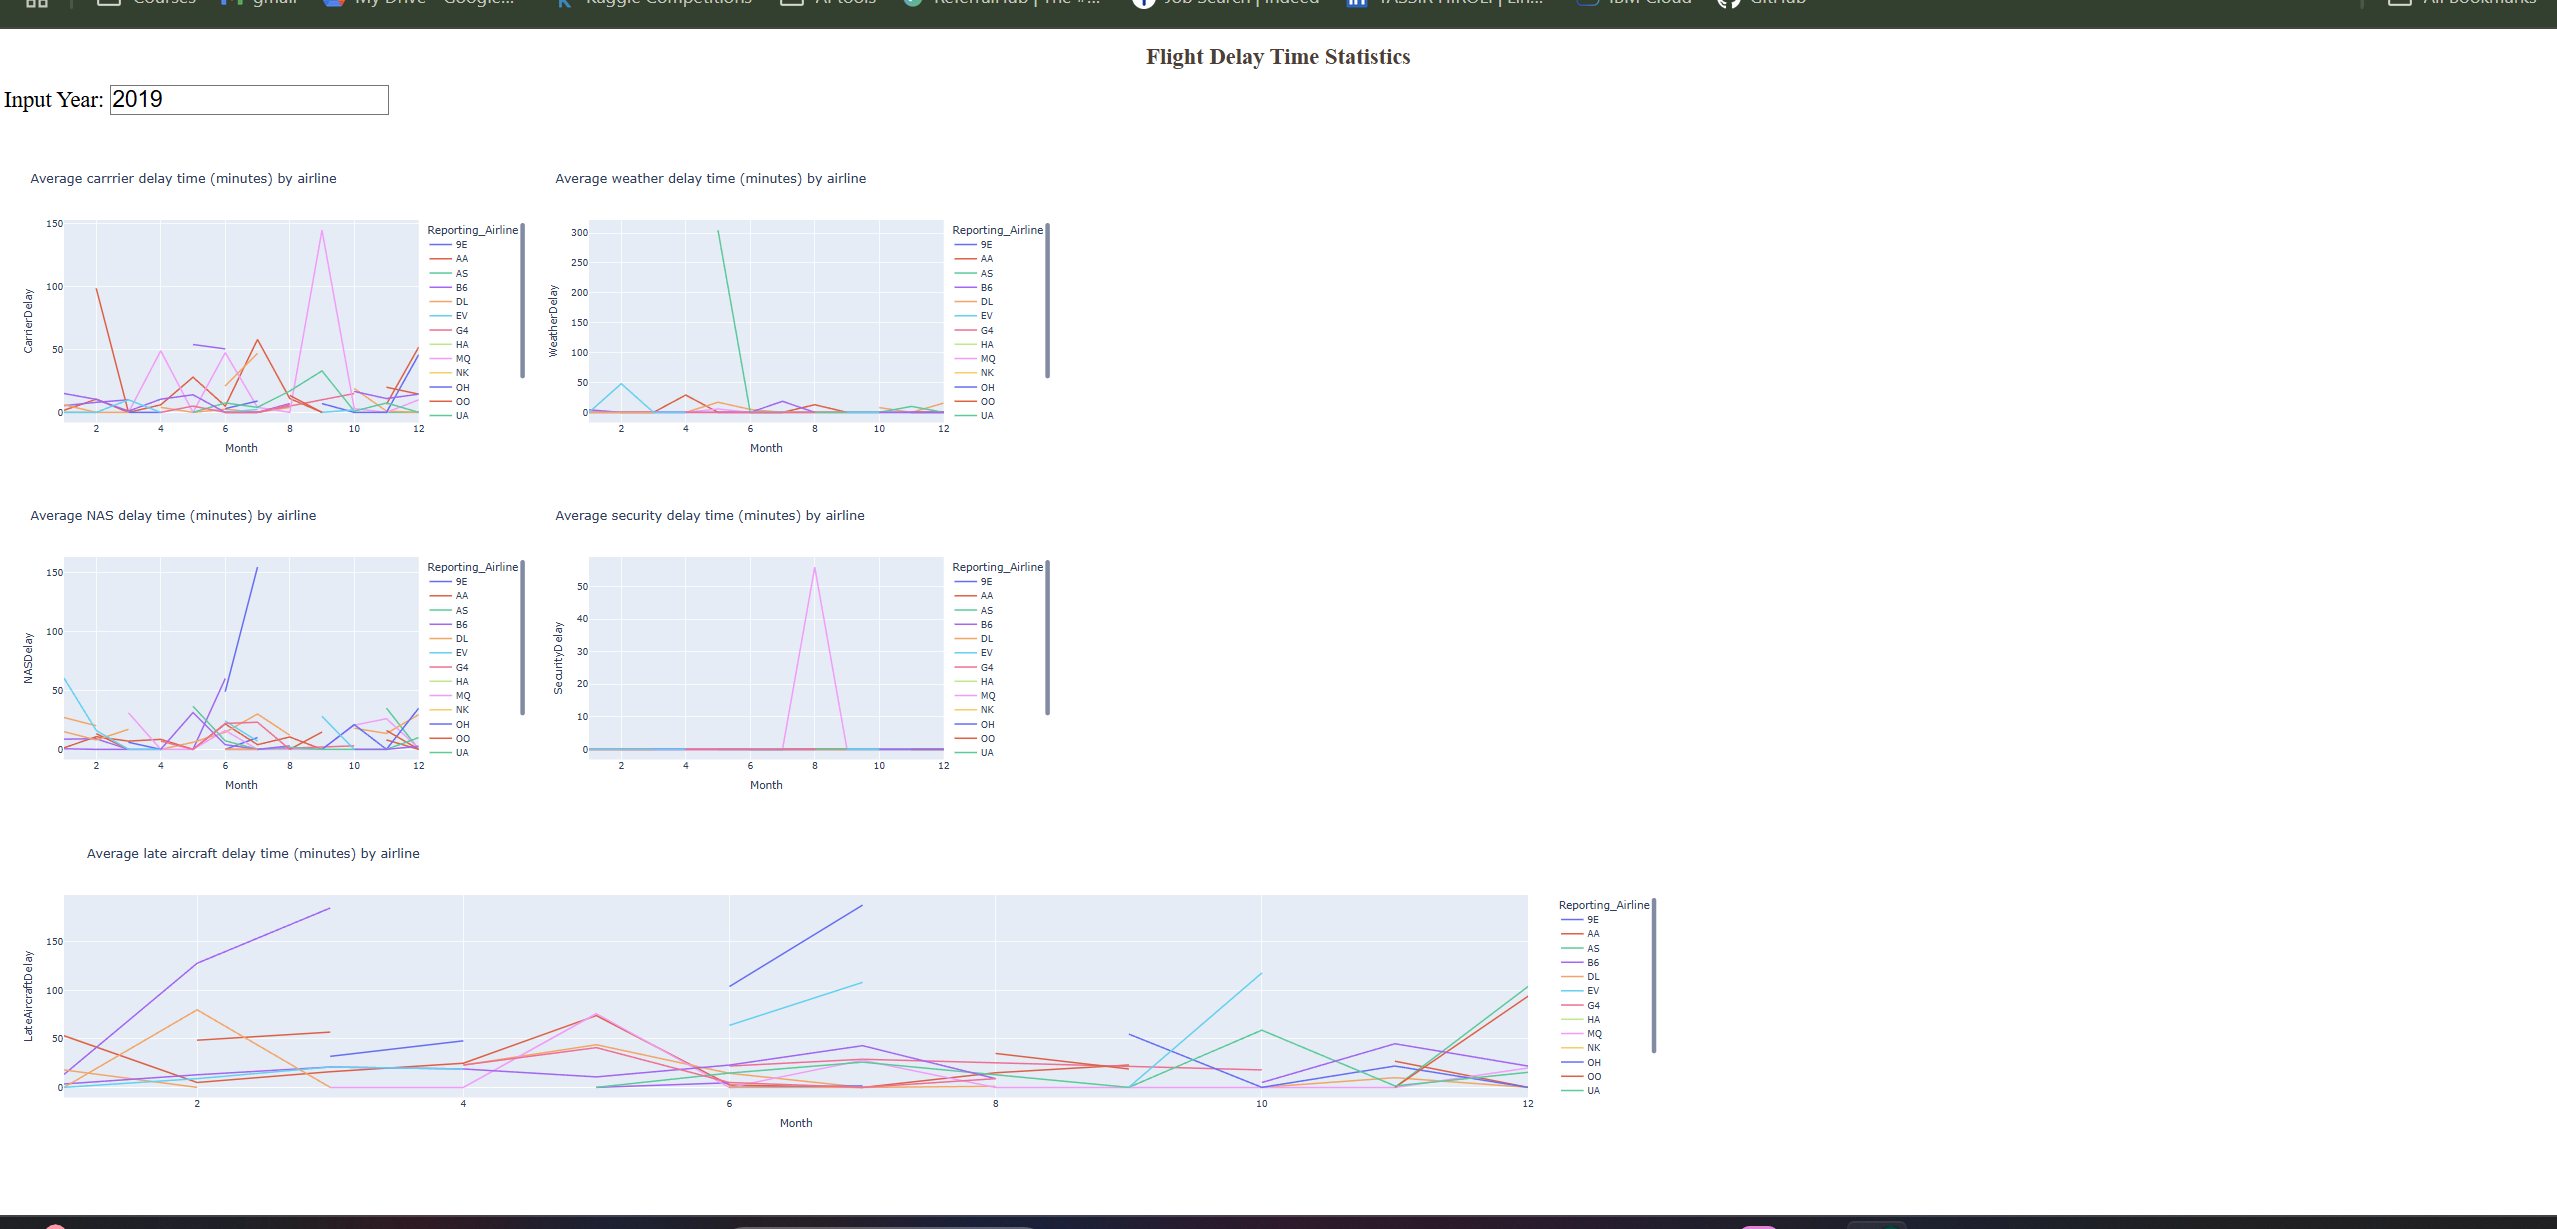 Courses gmail My Drive - Google... Kaggle Competitions AI tools ReferralHub | The #... Job Search | Indeed YASSIR HIROLI | Lin... IBM Cloud GitHub All Bookmarks
Flight Delay Time Statistics
Input Year: 2019
Average carrrier delay time (minutes) by airline
150
100
50
0
CarrierDelay
2 4 6 8 10 12
Month
Reporting_Airline
9E
AA
AS
B6
DL
EV
G4
HA
MQ
NK
OH
OO
UA
Average weather delay time (minutes) by airline
300
250
200
150
100
50
0
WeatherDelay
2 4 6 8 10 12
Month
Reporting_Airline
9E
AA
AS
B6
DL
EV
G4
HA
MQ
NK
OH
OO
UA
Average NAS delay time (minutes) by airline
150
100
50
0
NASDelay
2 4 6 8 10 12
Month
Reporting_Airline
9E
AA
AS
B6
DL
EV
G4
HA
MQ
NK
OH
OO
UA
Average security delay time (minutes) by airline
50
40
30
20
10
0
SecurityDelay
2 4 6 8 10 12
Month
Reporting_Airline
9E
AA
AS
B6
DL
EV
G4
HA
MQ
NK
OH
OO
UA
Average late aircraft delay time (minutes) by airline
150
100
50
0
LateAircraftDelay
2 4 6 8 10 12
Month
Reporting_Airline
9E
AA
AS
B6
DL
EV
G4
HA
MQ
NK
OH
OO
UA